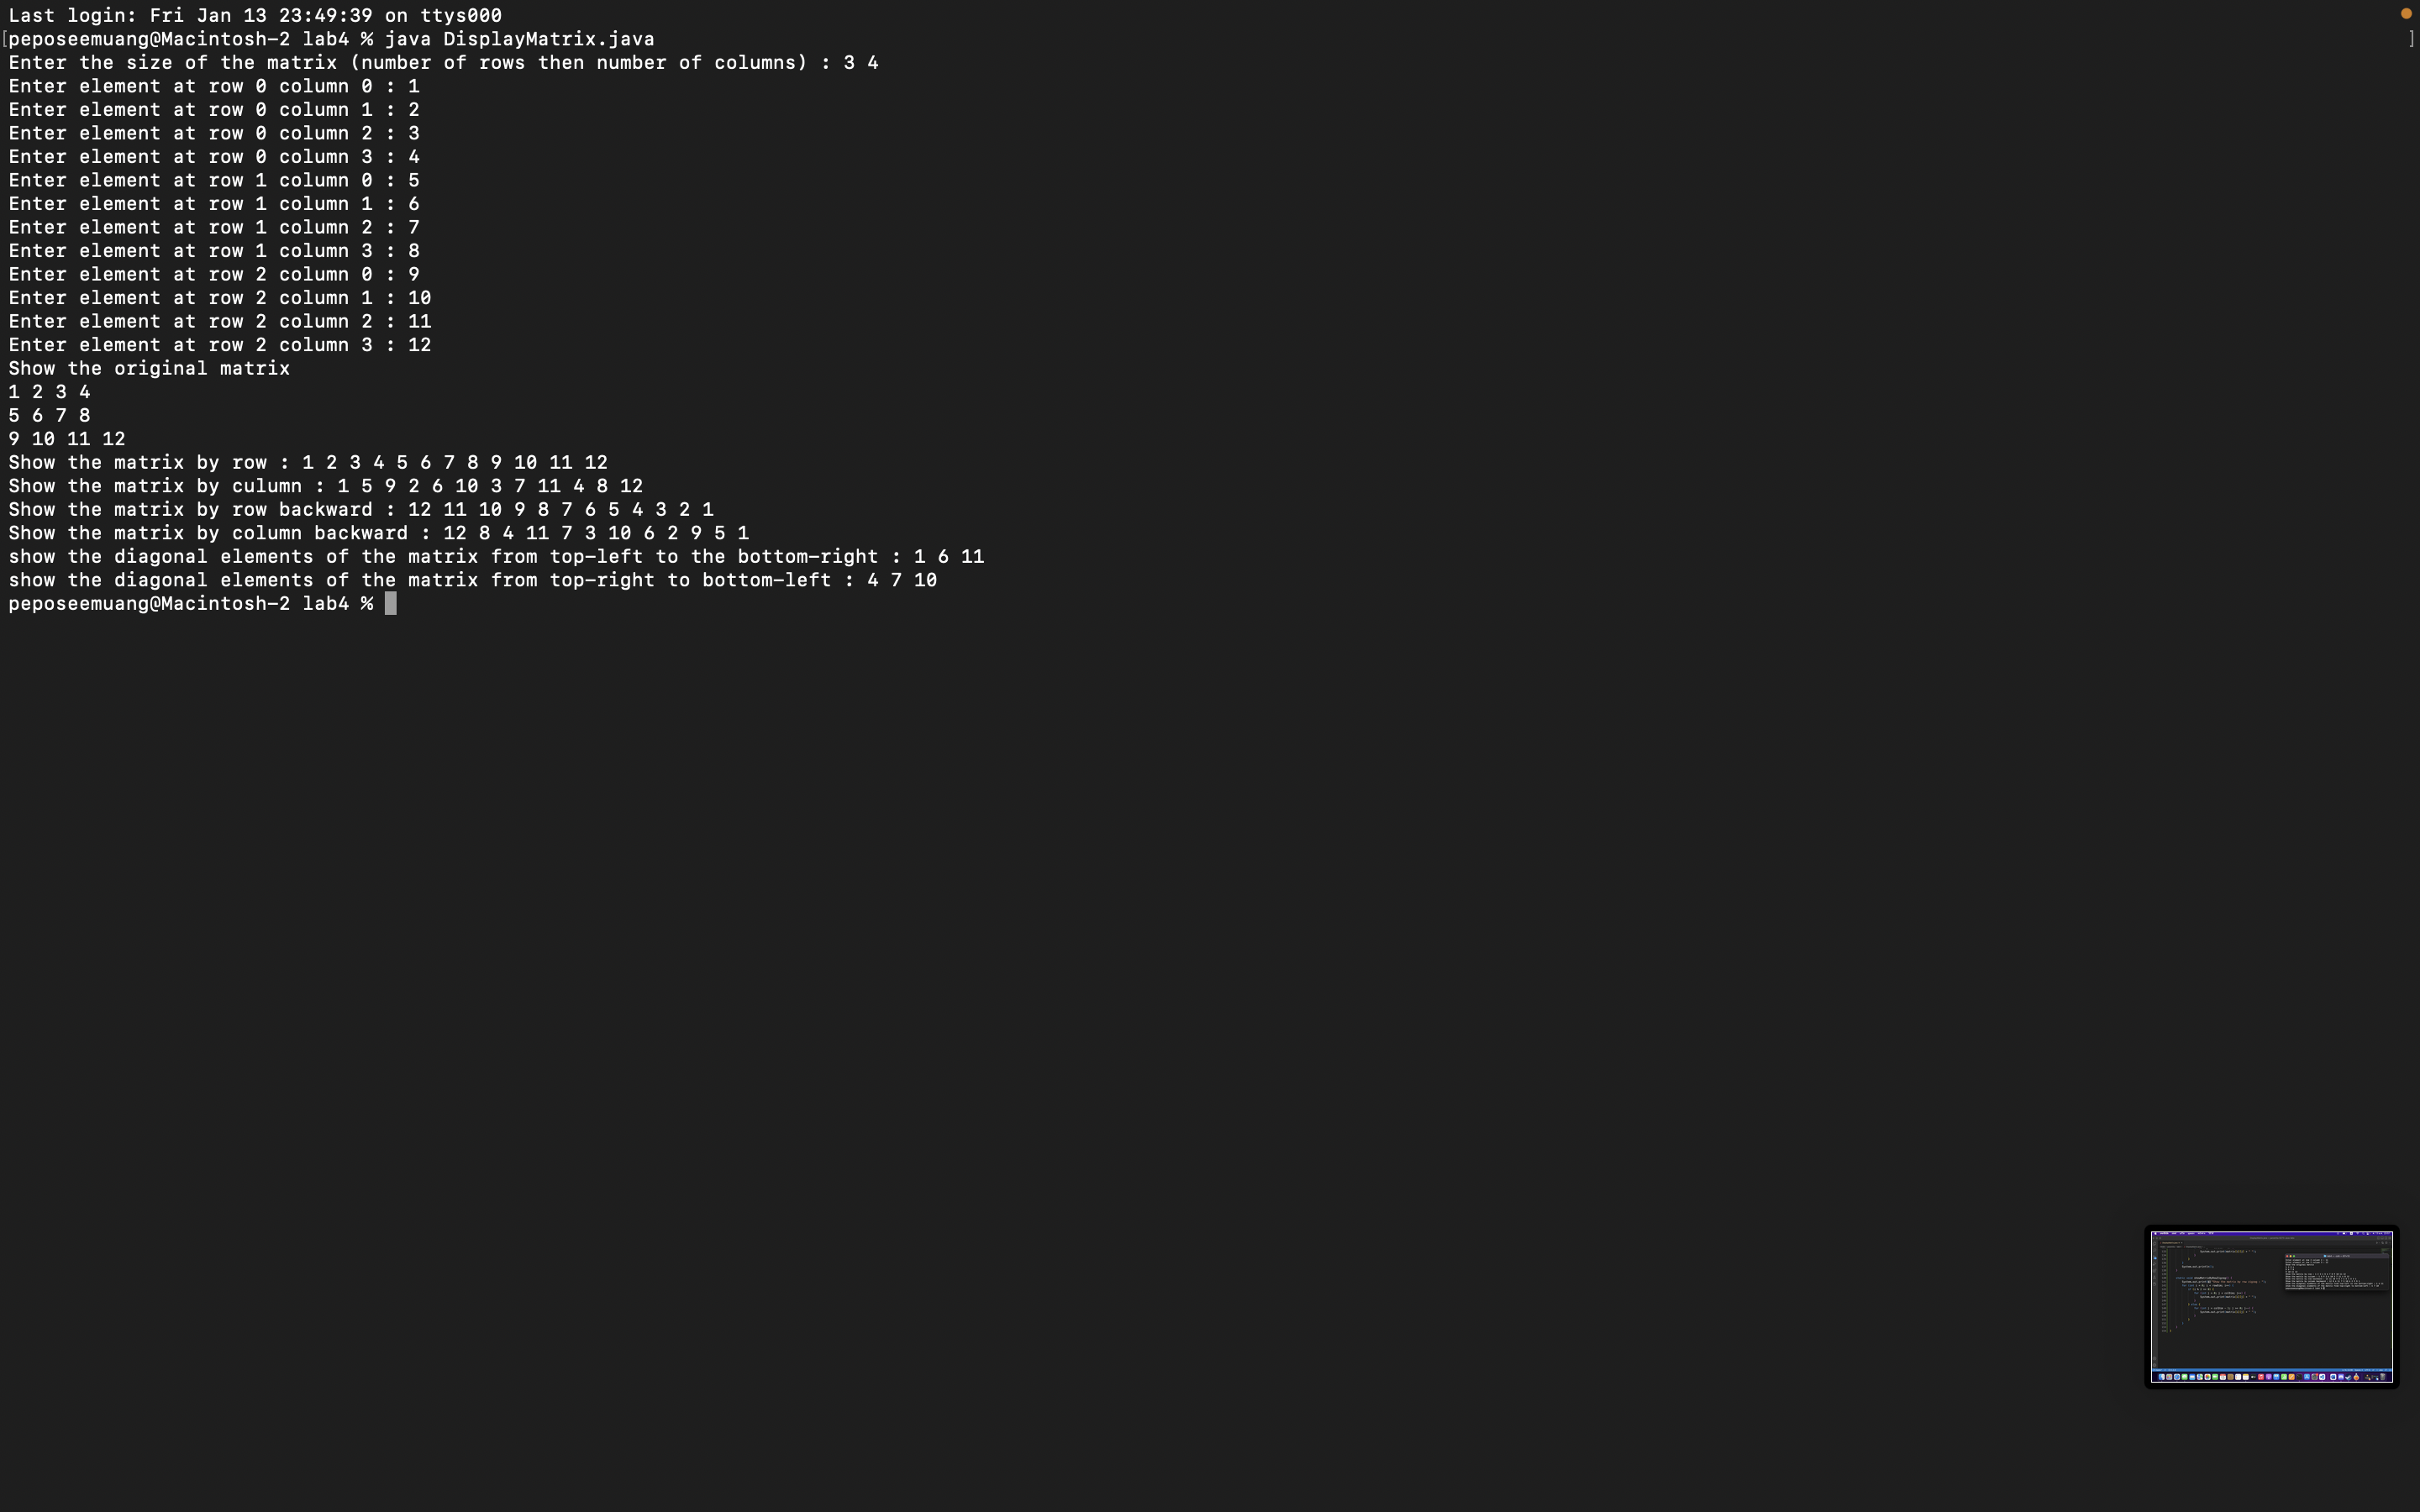 Last login: Fri Jan 13 23:49:39 on ttys000
[peposeemuang@Macintosh-2 lab4 % java DisplayMatrix.java ]
Enter the size of the matrix (number of rows then number of columns) : 3 4
Enter element at row 0 column 0 : 1
Enter element at row 0 column 1 : 2
Enter element at row 0 column 2 : 3
Enter element at row 0 column 3 : 4
Enter element at row 1 column 0 : 5
Enter element at row 1 column 1 : 6
Enter element at row 1 column 2 : 7
Enter element at row 1 column 3 : 8
Enter element at row 2 column 0 : 9
Enter element at row 2 column 1 : 10
Enter element at row 2 column 2 : 11
Enter element at row 2 column 3 : 12
Show the original matrix
1 2 3 4
5 6 7 8
9 10 11 12
Show the matrix by row : 1 2 3 4 5 6 7 8 9 10 11 12
Show the matrix by culumn : 1 5 9 2 6 10 3 7 11 4 8 12
Show the matrix by row backward : 12 11 10 9 8 7 6 5 4 3 2 1
Show the matrix by column backward : 12 8 4 11 7 3 10 6 2 9 5 1
show the diagonal elements of the matrix from top-left to the bottom-right : 1 6 11
show the diagonal elements of the matrix from top-right to bottom-left : 4 7 10
peposeemuang@Macintosh-2 lab4 %